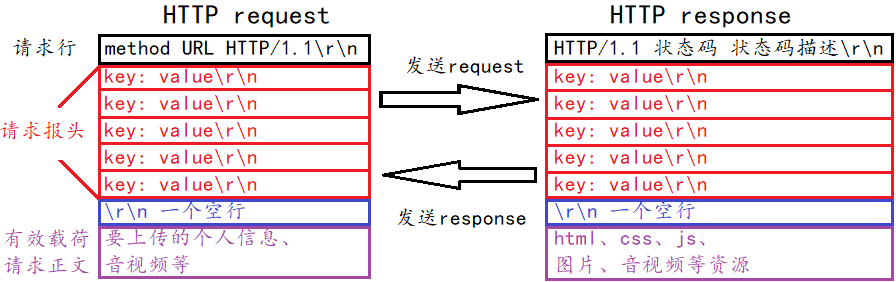 HTTP request
HTTP response
请求行
method URL HTTP/1.1\r\n
HTTP/1.1 状态码 状态码描述\r\n
发送request
请求报头
key: value\r\n
key: value\r\n
key: value\r\n
key: value\r\n
key: value\r\n
key: value\r\n
key: value\r\n
key: value\r\n
key: value\r\n
key: value\r\n
发送response
\r\n 一个空行
\r\n 一个空行
有效载荷
请求正文
要上传的个人信息、
音视频等
html、css、js、
图片、音视频等资源